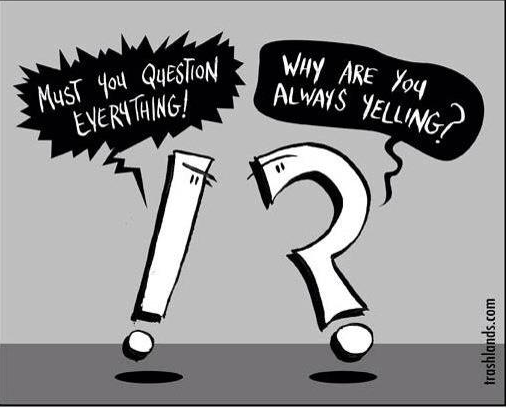 MUST YOU QUESTION
EVERYTHING!
WHY ARE YOU
ALWAYS YELLING?
trashlands.com